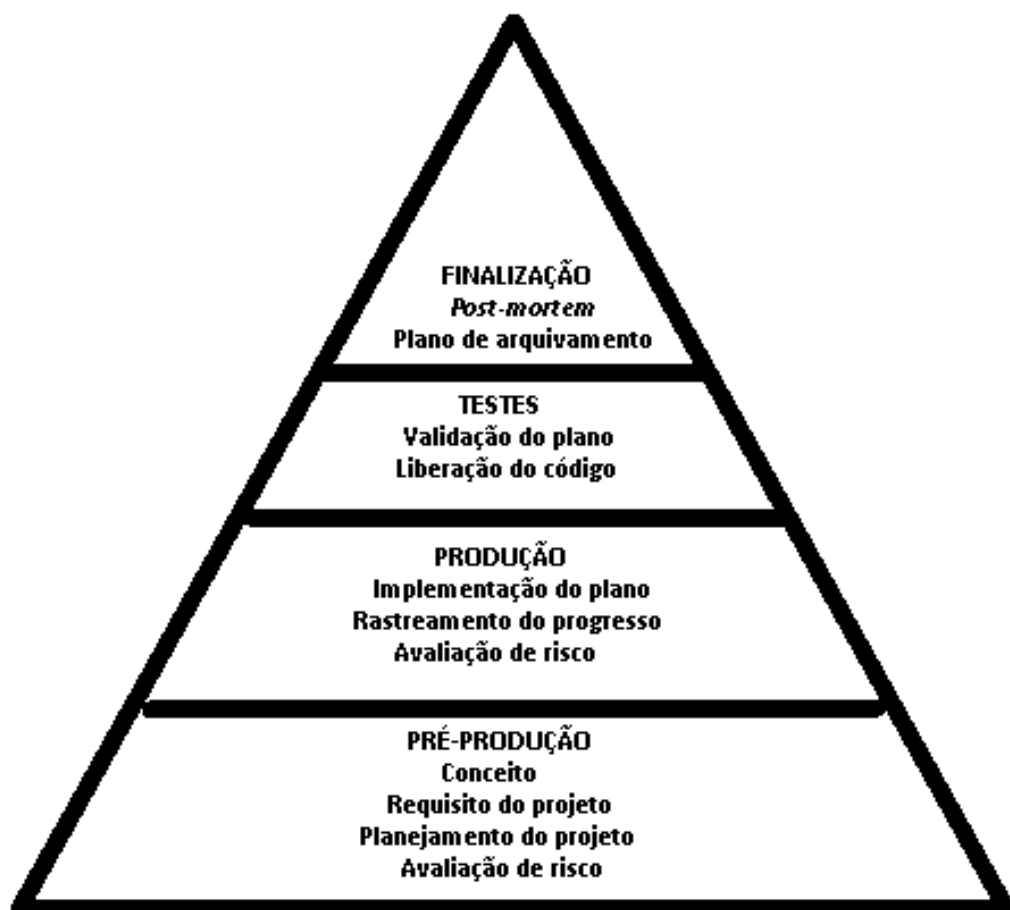 FINALIZAÇÃO
Post-mortem
Plano de arquivamento
TESTES
Validação do plano
Liberação do código
PRODUÇÃO
Implementação do plano
Rastreamento do progresso
Avaliação de risco
PRÉ-PRODUÇÃO
Conceito
Requisito do projeto
Planejamento do projeto
Avaliação de risco